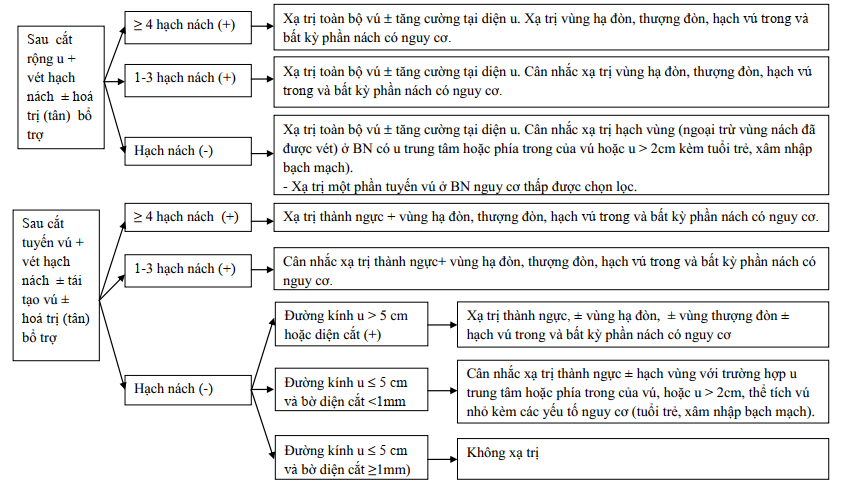 Sau cắt
rộng u +
vét hạch
nách ± hoá
trị (tân) bổ
trợ
≥ 4 hạch nách (+)
Xạ trị toàn bộ vú ± tăng cường tại diện u. Xạ trị vùng hạ đòn, thượng đòn, hạch vú trong và
bất kỳ phần nách có nguy cơ.
1-3 hạch nách (+)
Xạ trị toàn bộ vú ± tăng cường tại diện u. Cân nhắc xạ trị vùng hạ đòn, thượng đòn, hạch vú
trong và bất kỳ phần nách có nguy cơ.
Hạch nách (-)
Xạ trị toàn bộ vú ± tăng cường tại diện u. Cân nhắc xạ trị hạch vùng (ngoại trừ vùng nách đã
được vét) ở BN có u trung tâm hoặc phía trong của vú hoặc u > 2cm kèm tuổi trẻ, xâm nhập
bạch mạch).
- Xạ trị một phần tuyến vú ở BN nguy cơ thấp được chọn lọc.
Sau cắt
tuyến vú +
vét hạch
nách ± tái
tạo vú ±
hoá trị (tân)
bổ trợ
≥ 4 hạch nách (+)
Xạ trị thành ngực + vùng hạ đòn, thượng đòn, hạch vú trong và bất kỳ phần nách có nguy cơ.
1-3 hạch nách (+)
Cân nhắc xạ trị thành ngực+ vùng hạ đòn, thượng đòn, hạch vú trong và bất kỳ phần nách có
nguy cơ.
Hạch nách (-)
Đường kính u > 5 cm
hoặc diện cắt (+)
Xạ trị thành ngực, ± vùng hạ đòn, ± vùng thượng đòn ±
hạch vú trong và bất kỳ phần nách có nguy cơ
Đường kính u ≤ 5 cm
và bờ diện cắt <1mm
Cân nhắc xạ trị thành ngực ± hạch vùng với trường hợp u
trung tâm hoặc phía trong của vú, hoặc u > 2cm, thể tích vú
nhỏ kèm các yếu tố nguy cơ (tuổi trẻ, xâm nhập bạch mạch).
Đường kính u ≤ 5 cm
và bờ diện cắt ≥1mm)
Không xạ trị